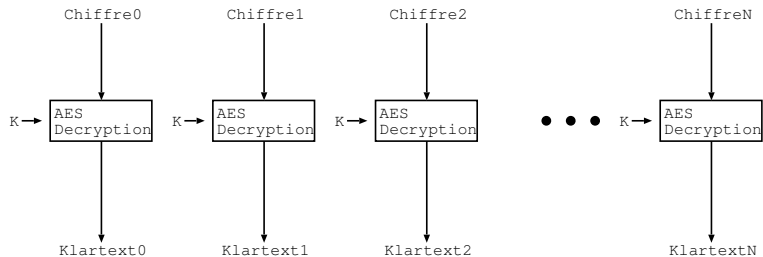 Chiffre0 Chiffre1 Chiffre2 ChiffreN
K AES Decryption K AES Decryption K AES Decryption K AES Decryption
Klartext0 Klartext1 Klartext2 KlartextN